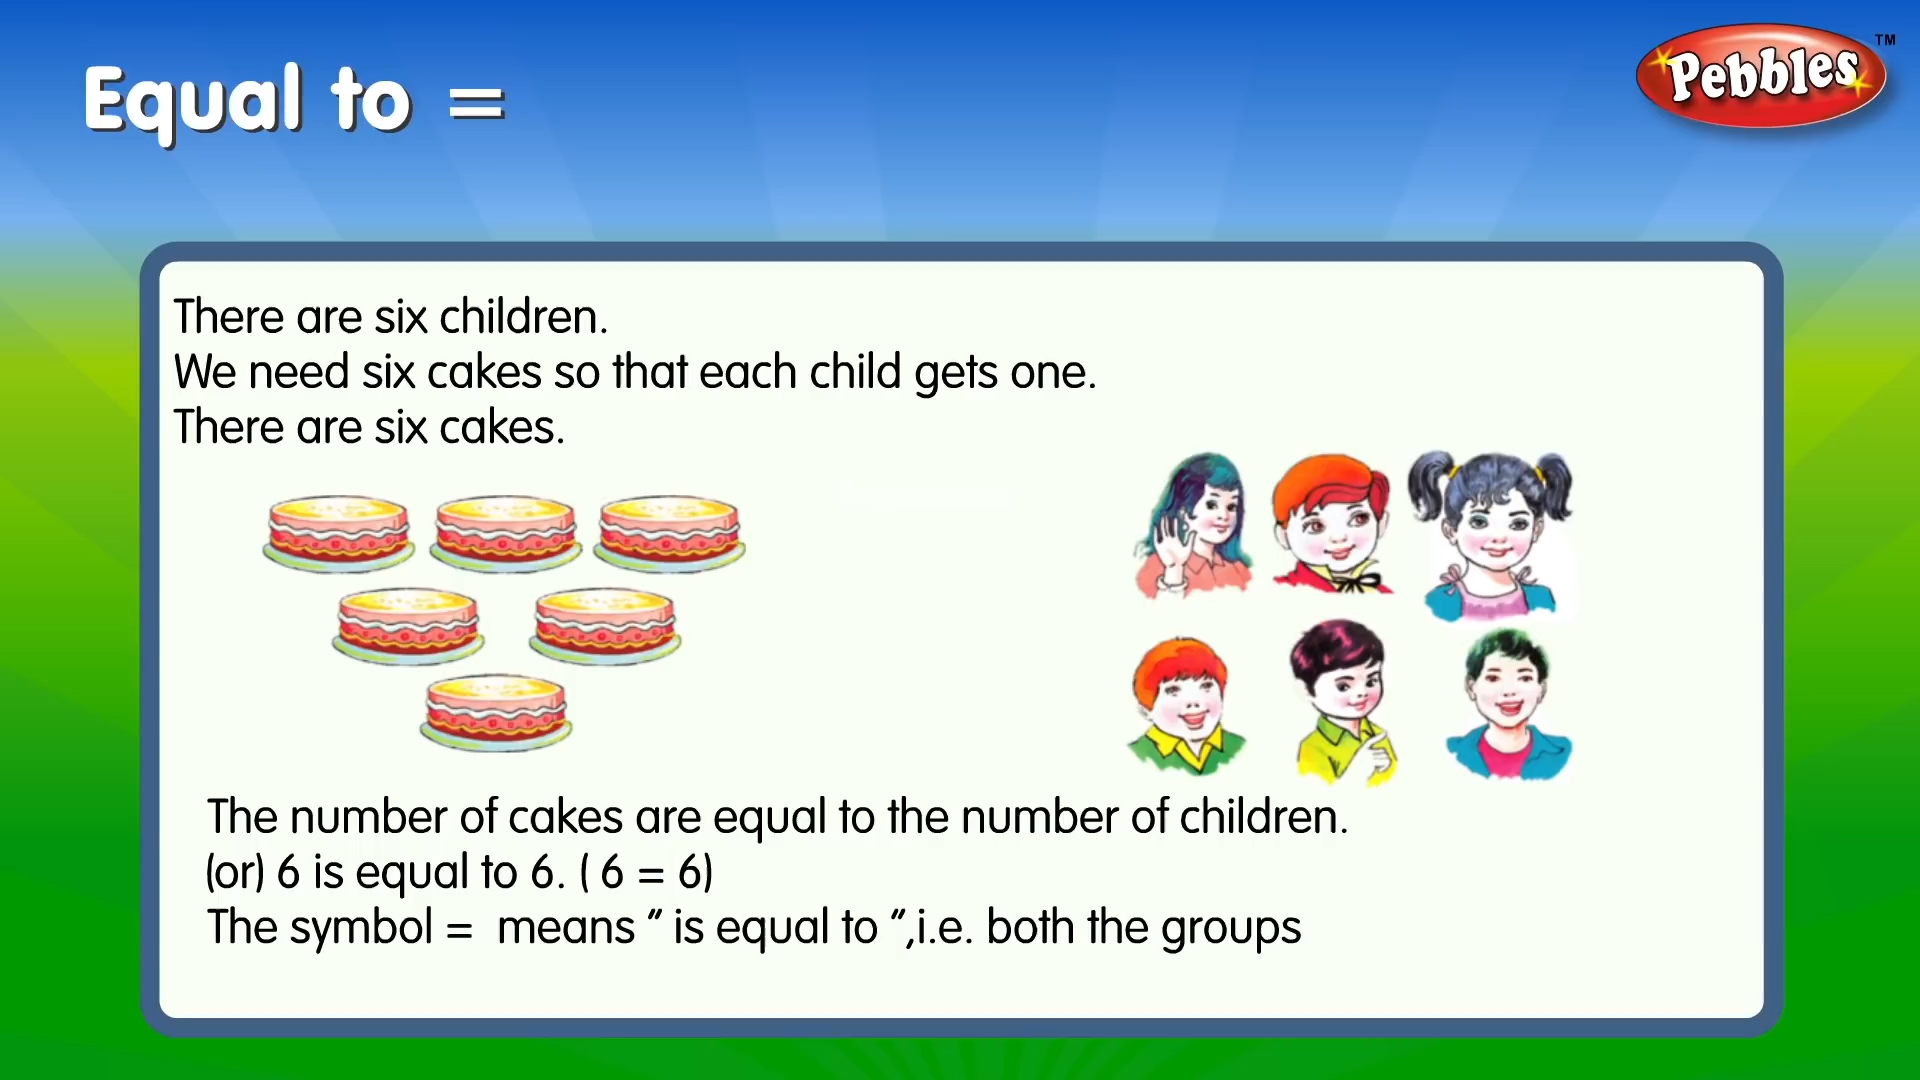 Equal to =
Pebbles™
There are six children.
We need six cakes so that each child gets one.
There are six cakes.
The number of cakes are equal to the number of children.
(or) 6 is equal to 6. ( 6 = 6)
The symbol =  means ” is equal to ”,i.e. both the groups